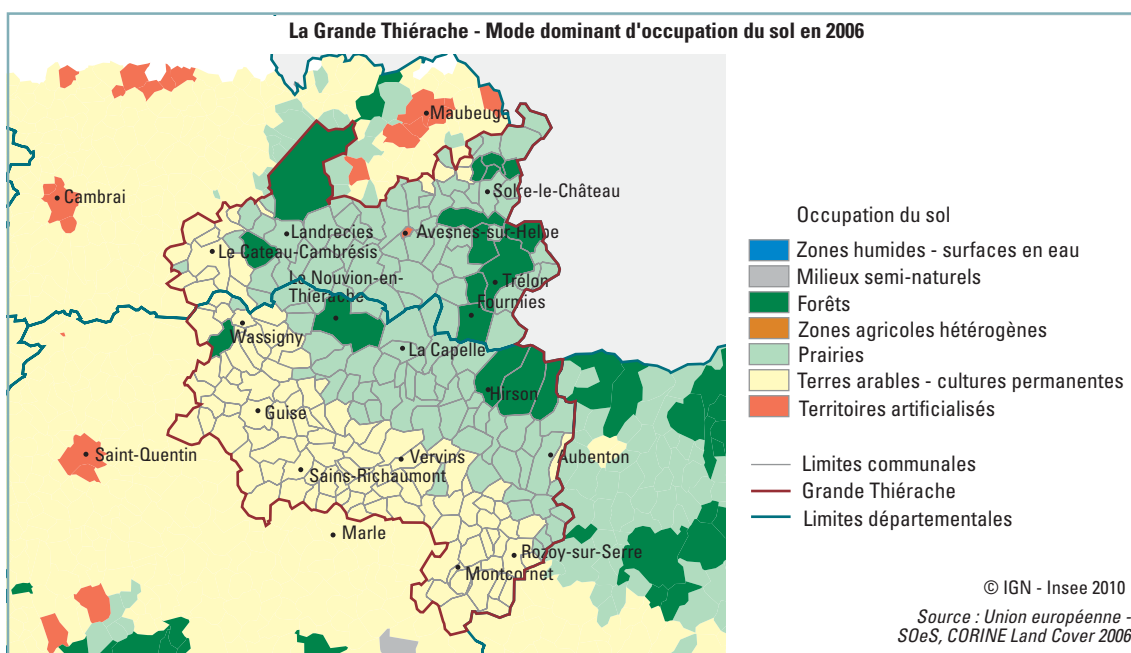 La Grande Thiérache - Mode dominant d'occupation du sol en 2006
Maubeuge
Cambrai
Solre-le-Château
Landrecies
Avesnes-sur-Helpe
Le Cateau-Cambrésis
Le Nouvion-en-
Thiérache
Trélon
Fournies
Wassigny
La Capelle
Hirson
Guise
Saint-Quentin
Vervins
Aubenton
Sains-Richaumont
Marle
Rozoy-sur-Serre
Montcornet
Occupation du sol
Zones humides - surfaces en eau
Milieux semi-naturels
Forêts
Zones agricoles hétérogènes
Prairies
Terres arables - cultures permanentes
Territoires artificialisés
Limites communales
Grande Thiérache
Limites départementales
© IGN - Insee 2010
Source : Union européenne -
SOeS, CORINE Land Cover 2006